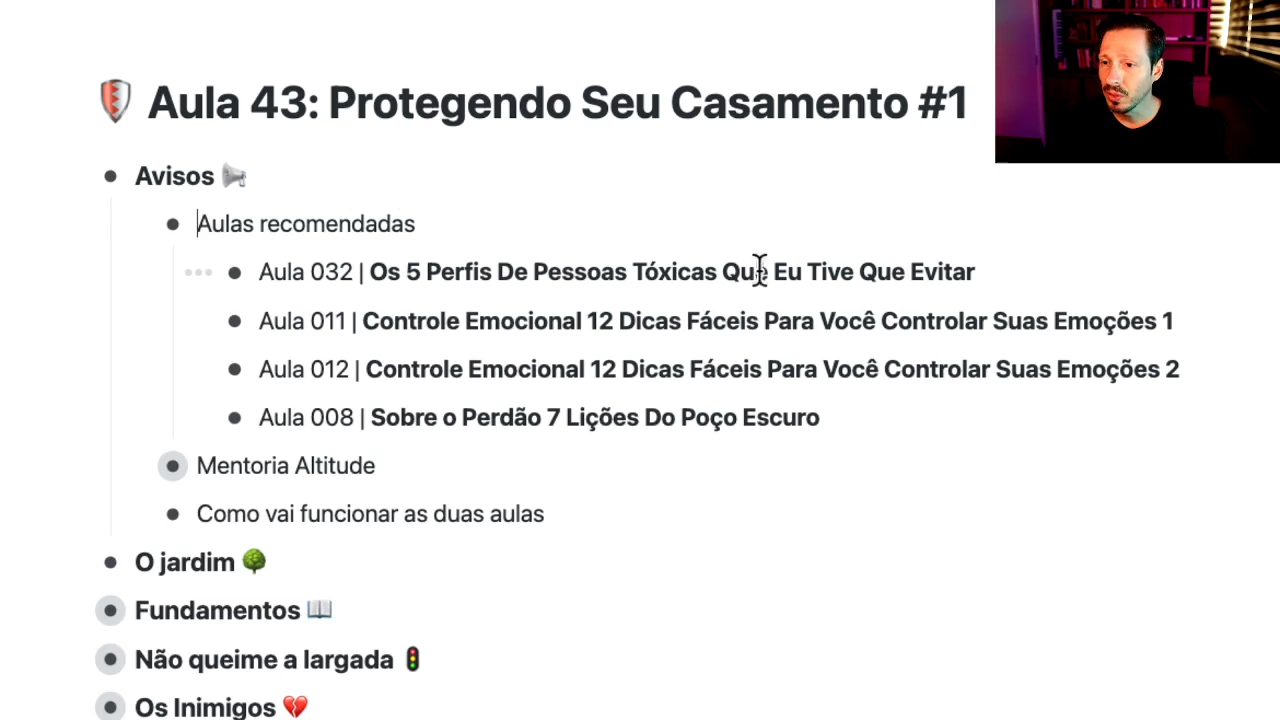 Aula 43: Protegendo Seu Casamento #1
Avisos
Aulas recomendadas
Aula 032 | Os 5 Perfis De Pessoas Tóxicas Que Eu Tive Que Evitar
Aula 011 | Controle Emocional 12 Dicas Fáceis Para Você Controlar Suas Emoções 1
Aula 012 | Controle Emocional 12 Dicas Fáceis Para Você Controlar Suas Emoções 2
Aula 008 | Sobre o Perdão 7 Lições Do Poço Escuro
Mentoria Altitude
Como vai funcionar as duas aulas
O jardim
Fundamentos
Não queime a largada
Os Inimigos